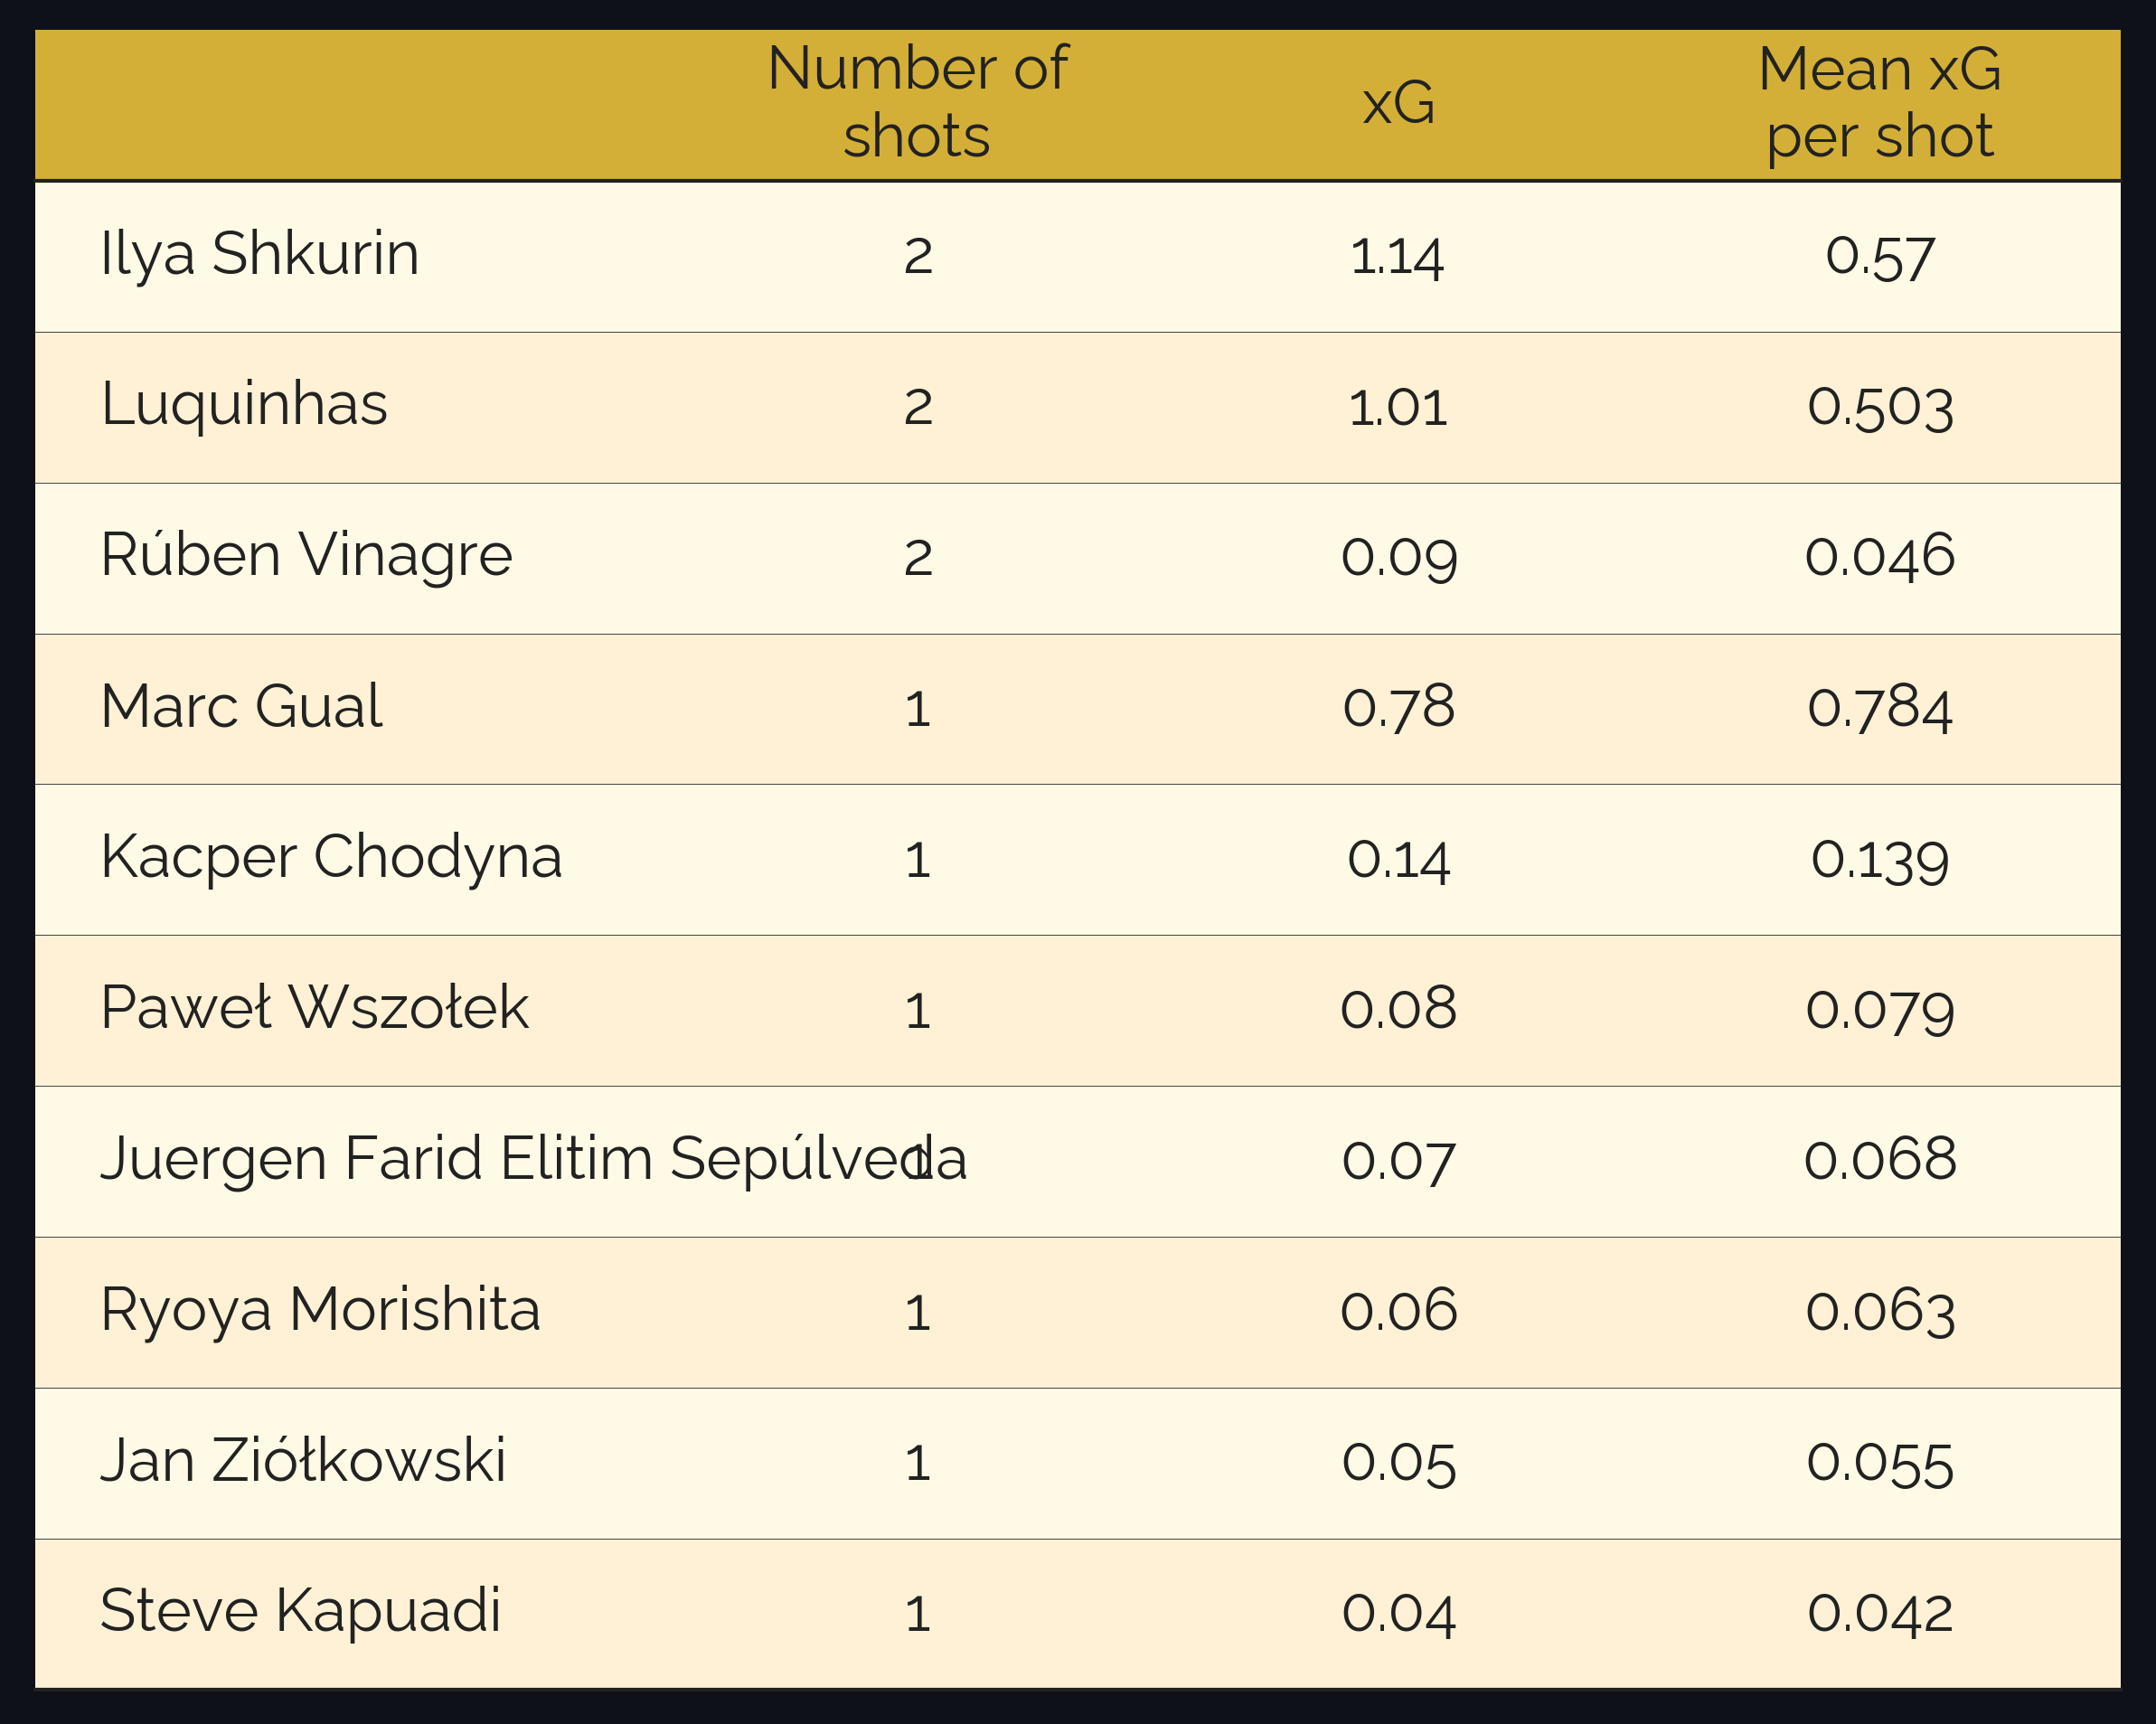 Number of shots xG Mean xG per shot
Ilya Shkurin 2 1.14 0.57
Luquinhas 2 1.01 0.503
Rúben Vinagre 2 0.09 0.046
Marc Gual 1 0.78 0.784
Kacper Chodyna 1 0.14 0.139
Paweł Wszołek 1 0.08 0.079
Juergen Farid Elitim Sepúlveda 1 0.07 0.068
Ryoya Morishita 1 0.06 0.063
Jan Ziółkowski 1 0.05 0.055
Steve Kapuadi 1 0.04 0.042